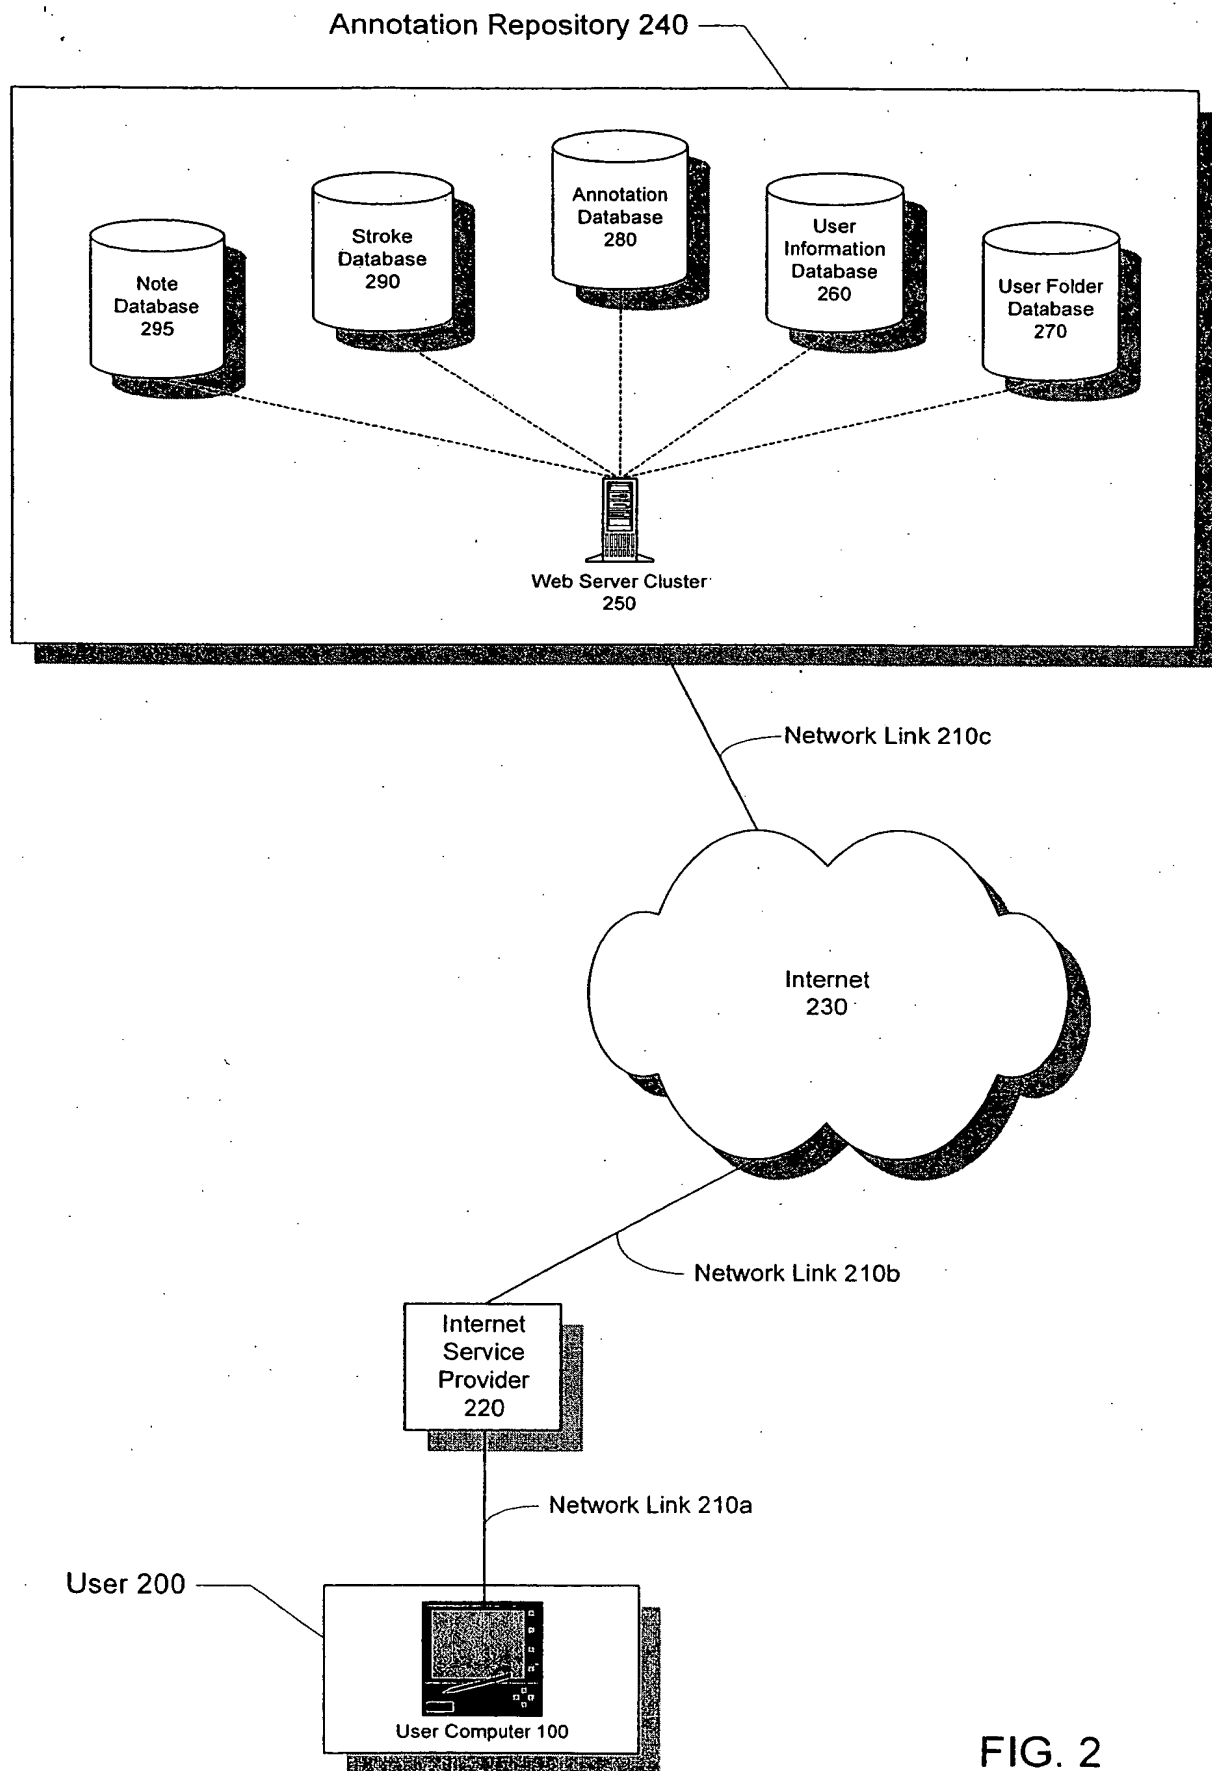 Annotation Repository 240
Annotation
Database
280
Stroke
Database
290
User
Information
Database
260
Note
Database
295
User Folder
Database
270
Web Server Cluster
250
Network Link 210c
Internet
230
Network Link 210b
Internet
Service
Provider
220
Network Link 210a
User 200
User Computer 100
FIG. 2